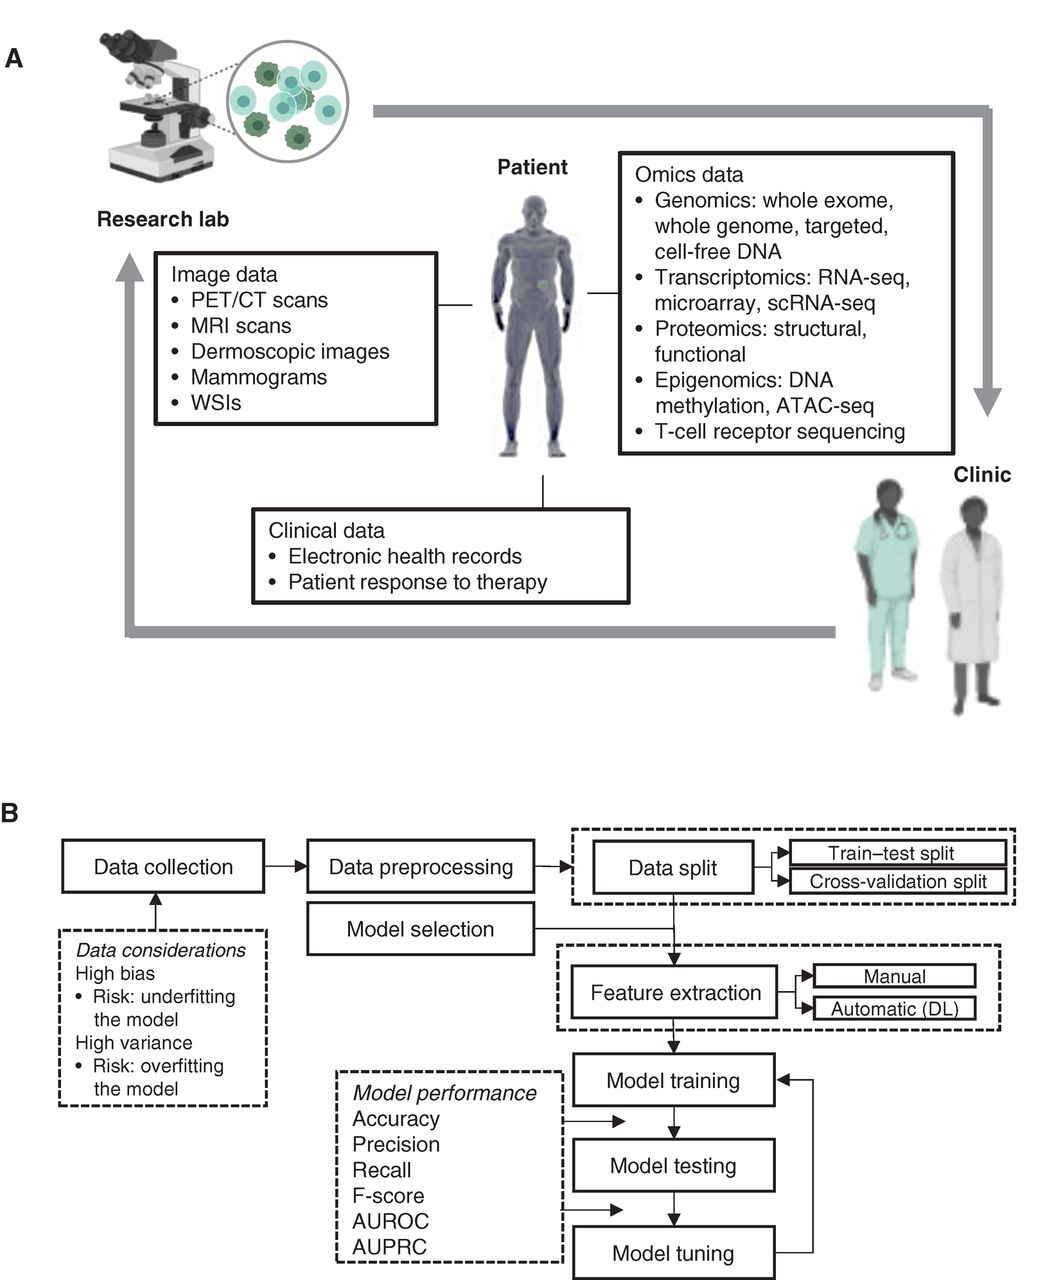 A
Research lab
Patient
Image data
• PET/CT scans
• MRI scans
• Dermoscopic images
• Mammograms
• WSIs
Omics data
• Genomics: whole exome,
whole genome, targeted,
cell-free DNA
• Transcriptomics: RNA-seq,
microarray, scRNA-seq
• Proteomics: structural,
functional
• Epigenomics: DNA
methylation, ATAC-seq
• T-cell receptor sequencing
Clinic
Clinical data
• Electronic health records
• Patient response to therapy
B
Data collection
Data preprocessing
Data split
Train–test split
Cross-validation split
Model selection
Data considerations
High bias
• Risk: underfitting
the model
High variance
• Risk: overfitting
the model
Feature extraction
Manual
Automatic (DL)
Model training
Model performance
Accuracy
Precision
Recall
F-score
AUROC
AUPRC
Model testing
Model tuning